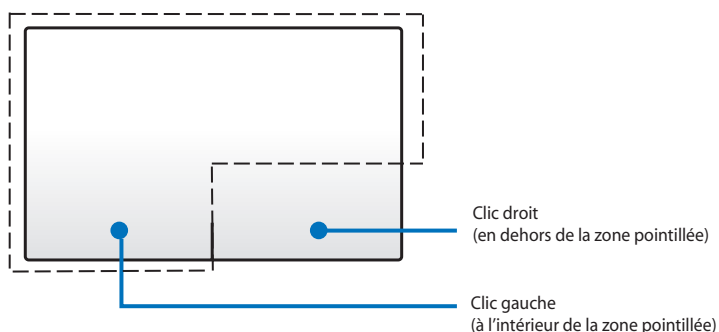 Clic droit
(en dehors de la zone pointillée)
Clic gauche
(à l'intérieur de la zone pointillée)